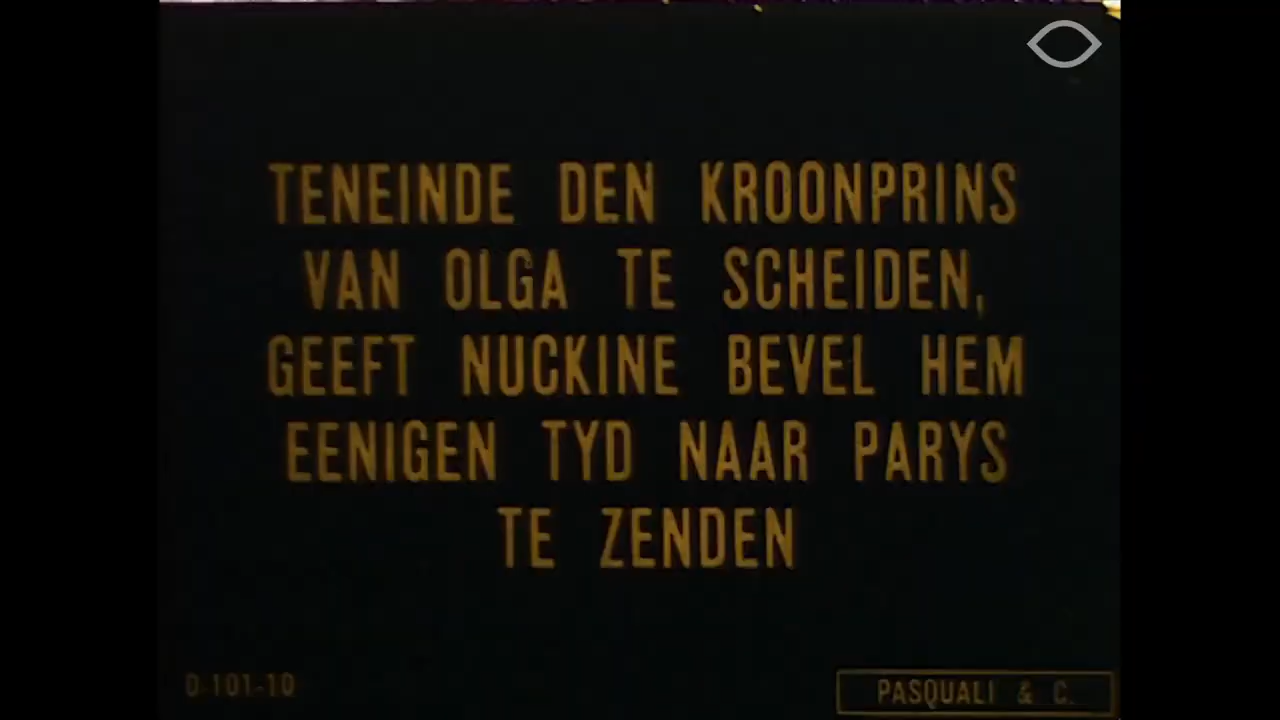 TENEINDE DEN KROONPRINS
VAN OLGA TE SCHEIDEN,
GEEFT NUCKINE BEVEL HEM
EENIGEN TYD NAAR PARYS
TE ZENDEN
D-101-10
PASQUALI & C.